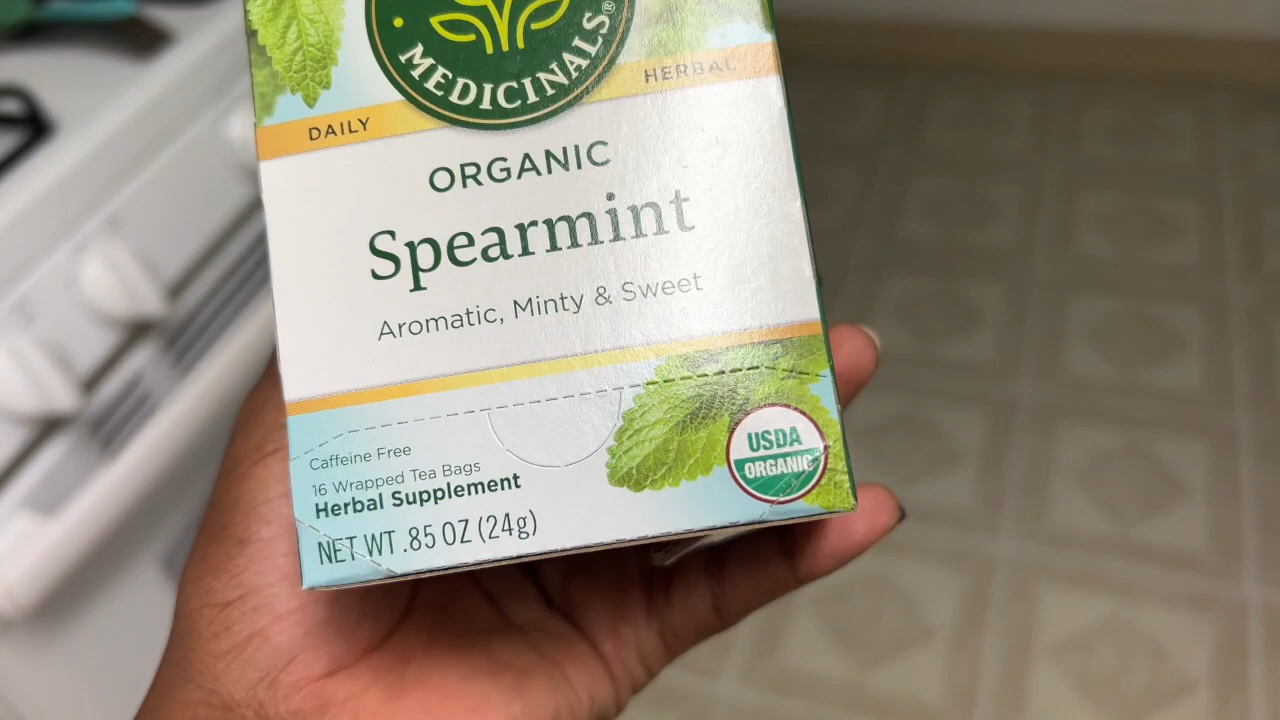 MEDICINALS®
DAILY
HERBAL
ORGANIC
Spearmint
Aromatic, Minty & Sweet
Caffeine Free
16 Wrapped Tea Bags
Herbal Supplement
NET WT .85 OZ (24g)
USDA
ORGANIC